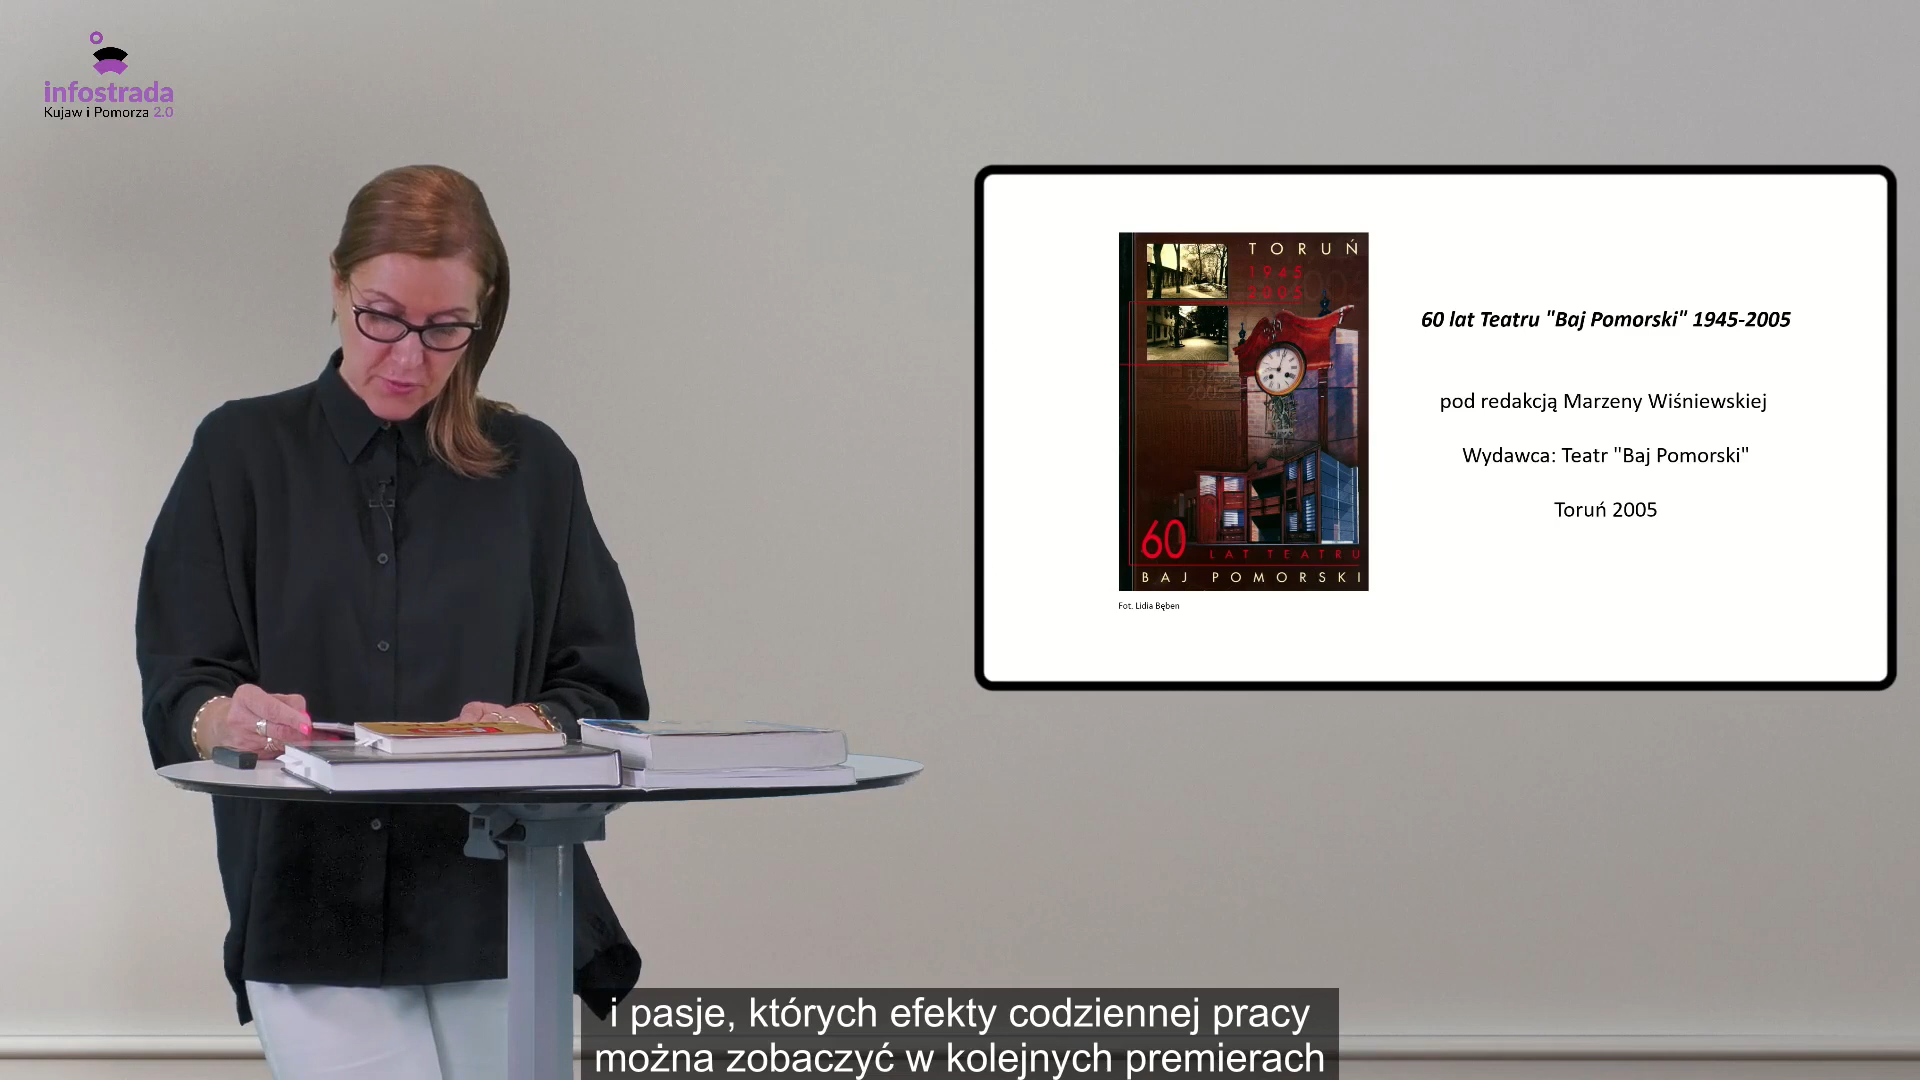 infostrada
Kujaw i Pomorza 2.0
TORUŃ
1945
2005
60 LAT TEATRU
BAJ POMORSKI
Fot. Lidia Bęben
60 lat Teatru "Baj Pomorski" 1945-2005
pod redakcją Marzeny Wiśniewskiej
Wydawca: Teatr "Baj Pomorski"
Toruń 2005
i pasje, których efekty codziennej pracy
można zobaczyć w kolejnych premierach